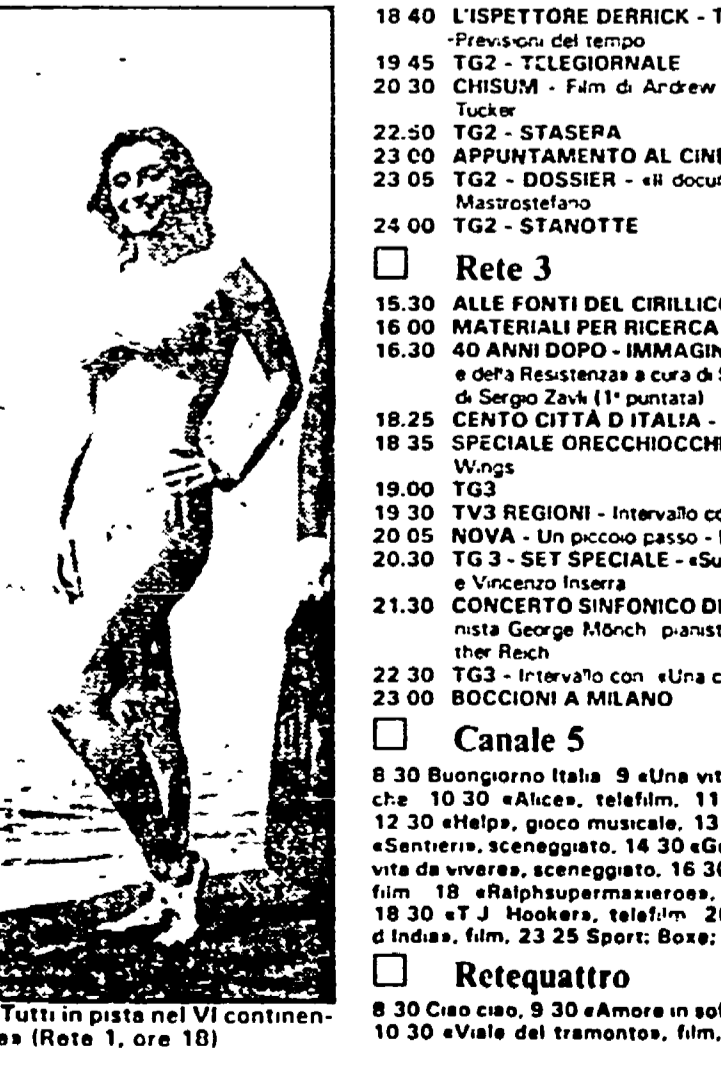 Tutti in pista nel VI continen-
(Rete 1, ore 18)
18 40 L'ISPETTORE DERRICK - T
-Previsioni del tempo
19 45 TG2 - TELEGIORNALE
20 30 CHISUM - Film di Andrew
Tucker
22.50 TG2 - STASERA
23 00 APPUNTAMENTO AL CINE
23 05 TG2 - DOSSIER - «Il docu
Mastrostefano
24 00 TG2 - STANOTTE
Rete 3
15.30 ALLE FONTI DEL CIRILLICO
16 00 MATERIALI PER RICERCA
16.30 40 ANNI DOPO - IMMAGIN
e della Resistenza» a cura di S
di Sergio Zavli (1ª puntata)
18.25 CENTO CITTÀ D ITALIA -
18 35 SPECIALE ORECCHIOCCHI
Wings
19.00 TG3
19 30 TV3 REGIONI - Intervallo co
20 05 NOVA - Un piccolo passo -
20.30 TG 3 - SET SPECIALE - «Su
e Vincenzo Inserra
21.30 CONCERTO SINFONICO DI
nista George Mönch pianist
ther Reich
22 30 TG3 - Intervallo con «Una c
23 00 BOCCIONI A MILANO
Canale 5
8 30 Buongiorno Italia 9 «Una vit
che 10 30 «Alice», telefilm, 11
12 30 «Help», gioco musicale, 13
«Sentieri», sceneggiato, 14 30 «Ge
vita da vivere», sceneggiato, 16 30
film 18 «Ralphsupermaxieroe»,
18 30 «T J Hooker», telefilm 20
d India», film, 23 25 Sport: Boxe;
Retequattro
8 30 Ciao ciao, 9 30 «Amore in sof
10 30 «Viale del tramonto», film,